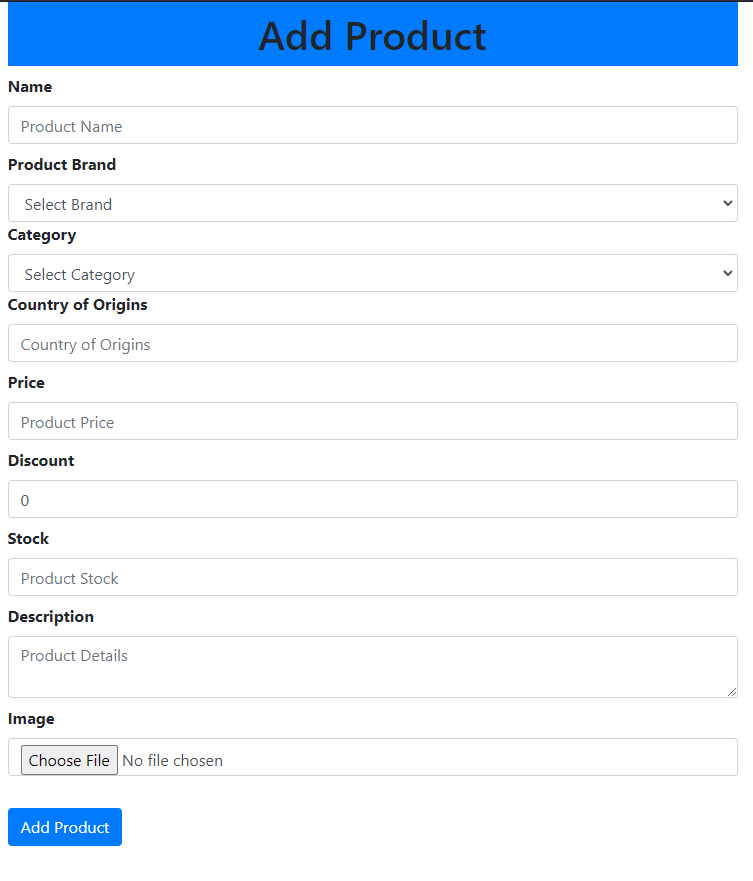 Add Product
Name
Product Name
Product Brand
Select Brand
Category
Select Category
Country of Origins
Country of Origins
Price
Product Price
Discount
0
Stock
Product Stock
Description
Product Details
Image
Choose File No file chosen
Add Product